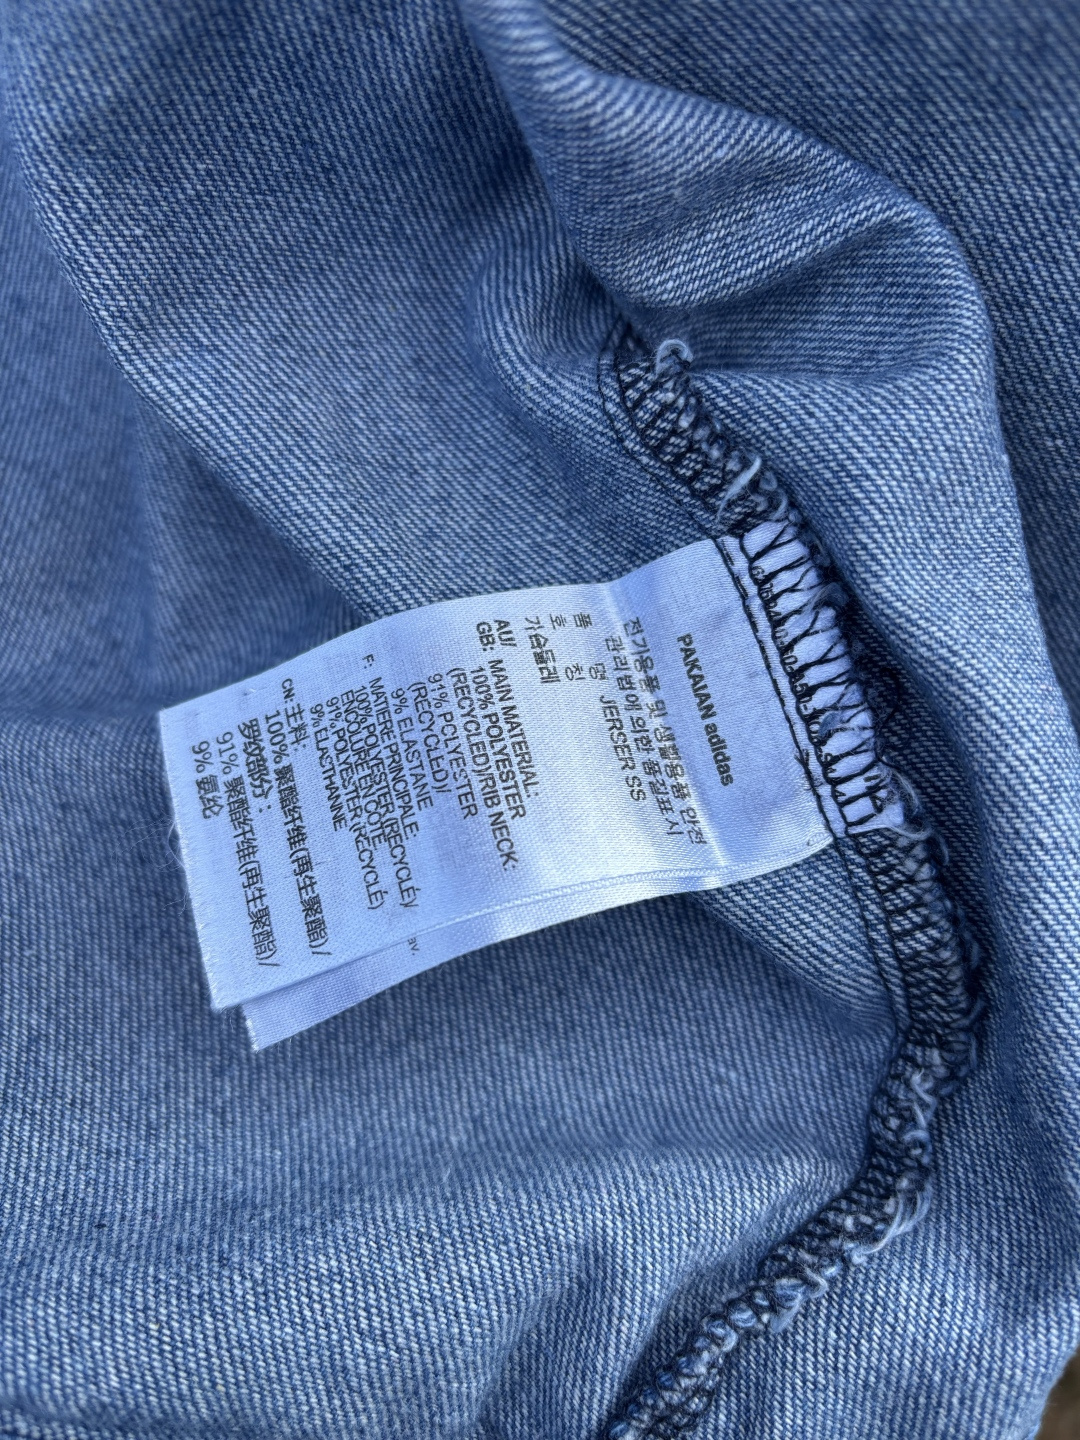 PAKAIAN adidas
전기용품 및 생활용품 안전
관리법에 의한 품질표시
품 명 JERSER SS
호 칭
가슴둘레
AU/
GB: MAIN MATERIAL:
100% POLYESTER
(RECYCLED)/RIB NECK:
91% POLYESTER
(RECYCLED)/
9% ELASTANE
F: MATIERE PRINCIPALE
100% POLYESTER (RECYCLÉ)/
ENCOLURE EN CÔTE
91% POLYESTER (RECYCLÉ)
9% ELASTHANNE
CN: 主料:
100% 聚酯纤维(再生聚酯)/
罗纹部分:
91% 聚酯纤维(再生聚酯)/
9% 氨纶